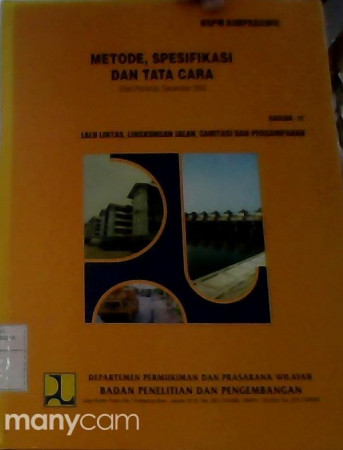 METODE, SPESIFIKASI
DAN TATA CARA
LALU LINTAS, LINGKUNGAN JALAN, SANITASI DAN PERSAMPAHAN
DEPARTEMEN PERMUKIMAN DAN PRASARANA WILAYAH
BADAN PENELITIAN DAN PENGEMBANGAN
manycam